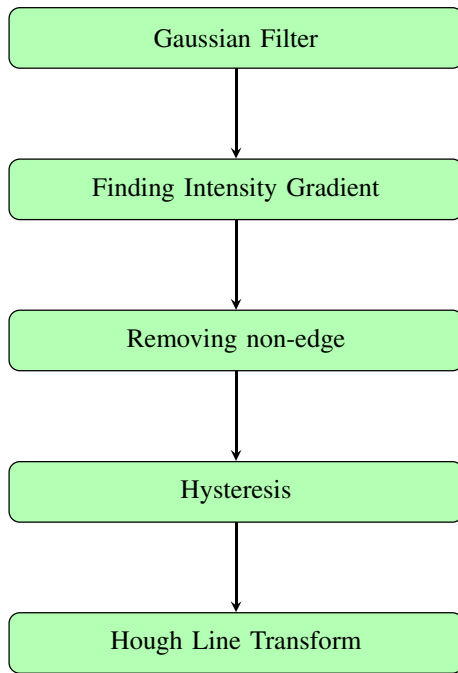 Gaussian Filter
Finding Intensity Gradient
Removing non-edge
Hysteresis
Hough Line Transform